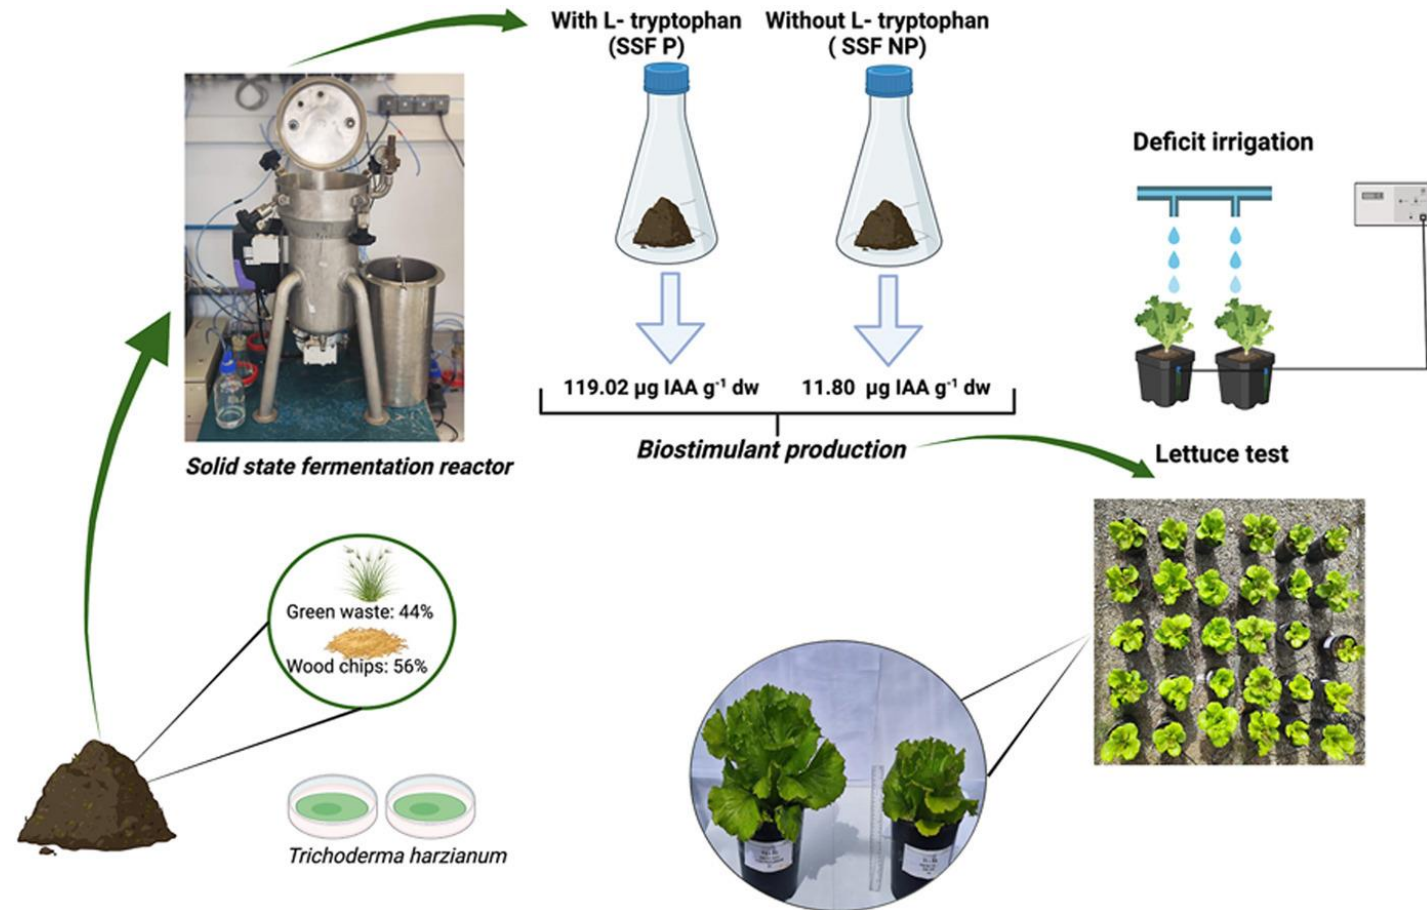 With L- tryptophan
(SSF P)
Without L- tryptophan
( SSF NP)
Deficit irrigation
119.02 µg IAA g⁻¹ dw
11.80 µg IAA g⁻¹ dw
Biostimulant production
Solid state fermentation reactor
Lettuce test
Green waste: 44%
Wood chips: 56%
Trichoderma harzianum